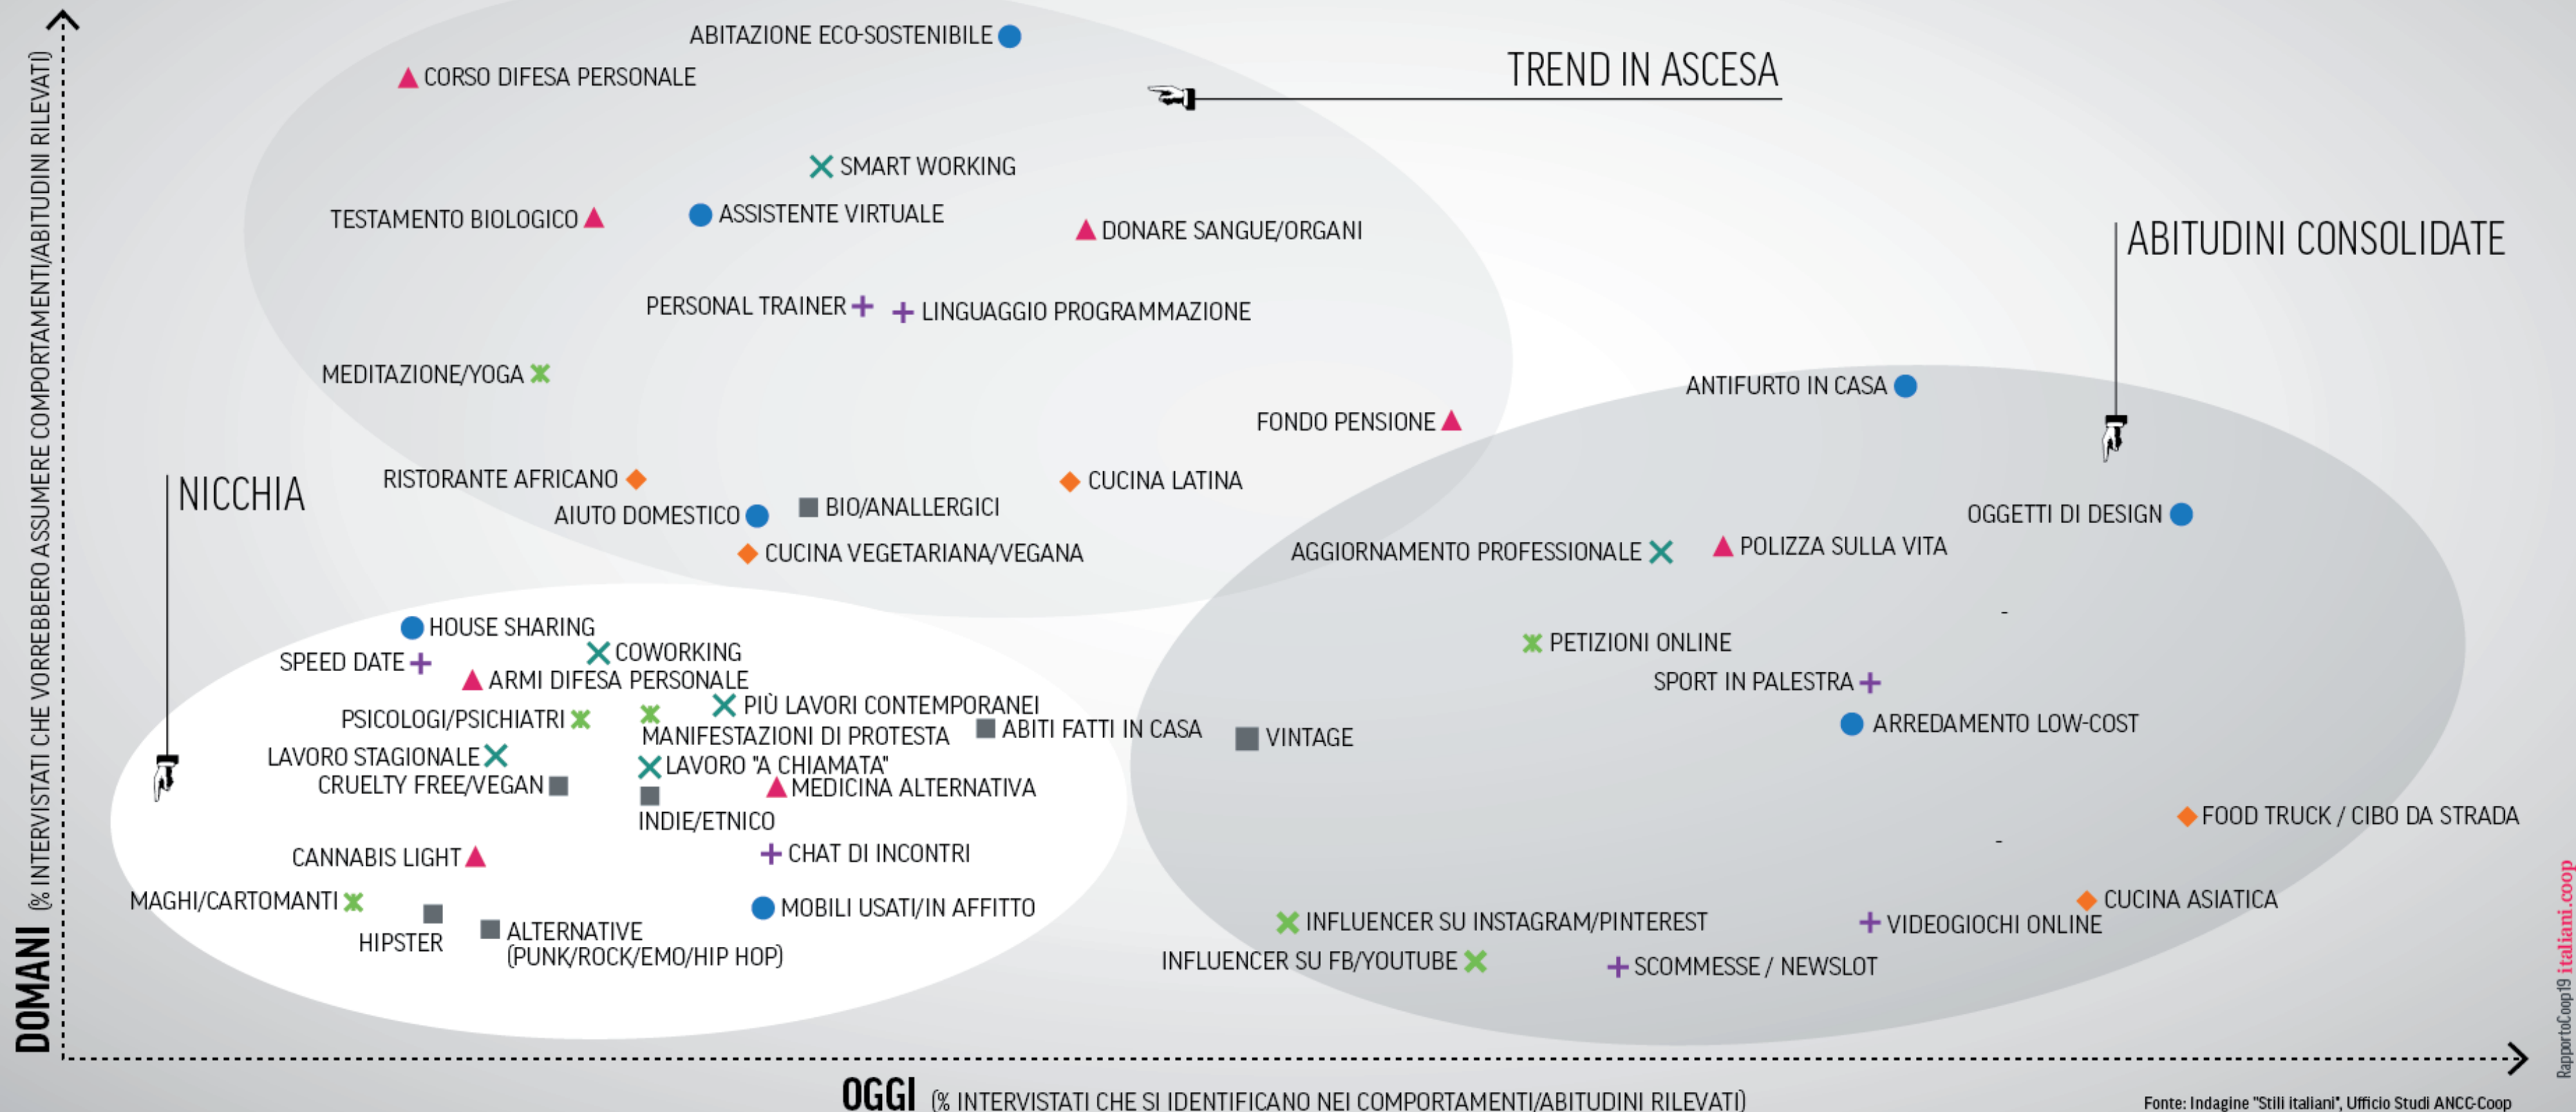 ABITAZIONE ECO-SOSTENIBILE
CORSO DIFESA PERSONALE
TREND IN ASCESA
SMART WORKING
TESTAMENTO BIOLOGICO
ASSISTENTE VIRTUALE
DONARE SANGUE/ORGANI
ABITUDINI CONSOLIDATE
PERSONAL TRAINER
LINGUAGGIO PROGRAMMAZIONE
MEDITAZIONE/YOGA
ANTIFURTO IN CASA
FONDO PENSIONE
RISTORANTE AFRICANO
CUCINA LATINA
NICCHIA
BIO/ANALLERGICI
AIUTO DOMESTICO
OGGETTI DI DESIGN
CUCINA VEGETARIANA/VEGANA
AGGIORNAMENTO PROFESSIONALE
POLIZZA SULLA VITA
HOUSE SHARING
COWORKING
SPEED DATE
ARMI DIFESA PERSONALE
PETIZIONI ONLINE
SPORT IN PALESTRA
PIÙ LAVORI CONTEMPORANEI
PSICOLOGI/PSICHIATRI
MANIFESTAZIONI DI PROTESTA
ABITI FATTI IN CASA
VINTAGE
ARREDAMENTO LOW-COST
LAVORO STAGIONALE
LAVORO "A CHIAMATA"
CRUELTY FREE/VEGAN
MEDICINA ALTERNATIVA
INDIE/ETNICO
FOOD TRUCK / CIBO DA STRADA
CANNABIS LIGHT
CHAT DI INCONTRI
MAGHI/CARTOMANTI
MOBILI USATI/IN AFFITTO
CUCINA ASIATICA
HIPSTER
ALTERNATIVE
(PUNK/ROCK/EMO/HIP HOP)
INFLUENCER SU INSTAGRAM/PINTEREST
VIDEOGIOCHI ONLINE
INFLUENCER SU FB/YOUTUBE
SCOMMESSE / NEWSLOT
DOMANI (% INTERVISTATI CHE VORREBBERO ASSUMERE COMPORTAMENTI/ABITUDINI RILEVATI)
OGGI (% INTERVISTATI CHE SI IDENTIFICANO NEI COMPORTAMENTI/ABITUDINI RILEVATI)
Fonte: Indagine "Stili italiani", Ufficio Studi ANCC-Coop
RapportoCoop19 italiani.coop